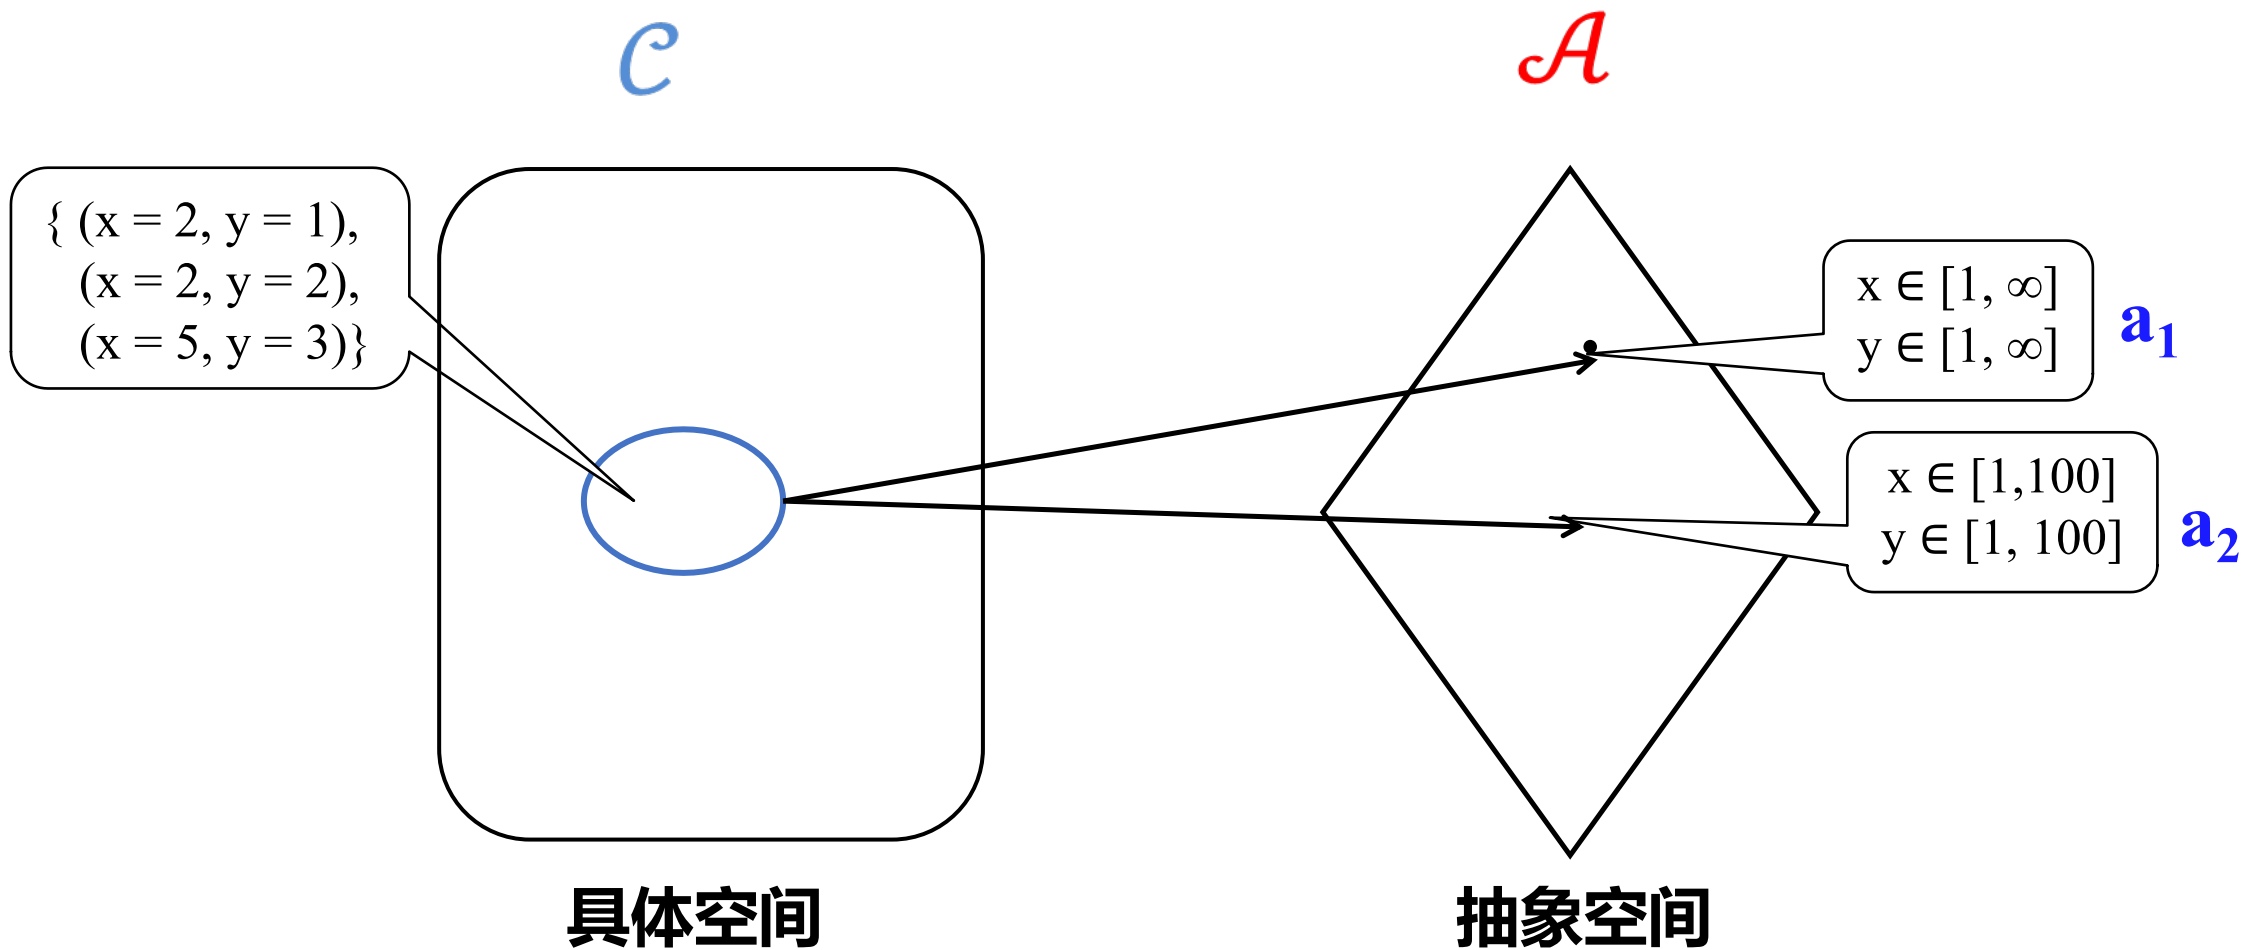 𝒞
𝒜
{ (x = 2, y = 1),
(x = 2, y = 2),
(x = 5, y = 3)}
x ∈ [1, ∞]
y ∈ [1, ∞]
a₁
x ∈ [1,100]
y ∈ [1, 100]
a₂
具体空间
抽象空间